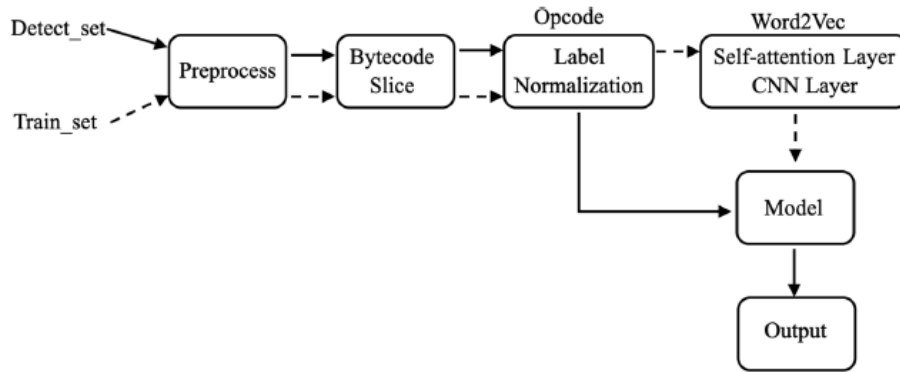 Detect_set
Train_set
Preprocess
Bytecode
Slice
Opcode
Label
Normalization
Word2Vec
Self-attention Layer
CNN Layer
Model
Output